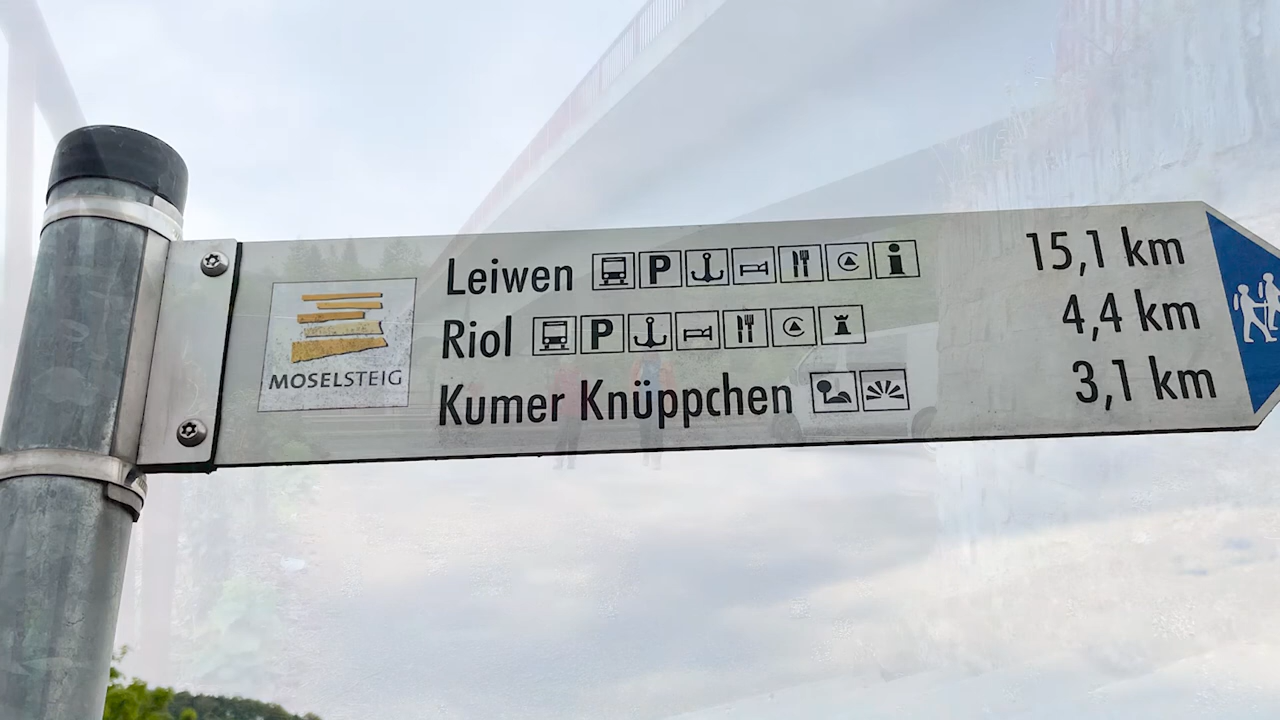 Leiwen P i 15,1 km
Riol P 4,4 km
Kumer Knüppchen 3,1 km
MOSELSTEIG